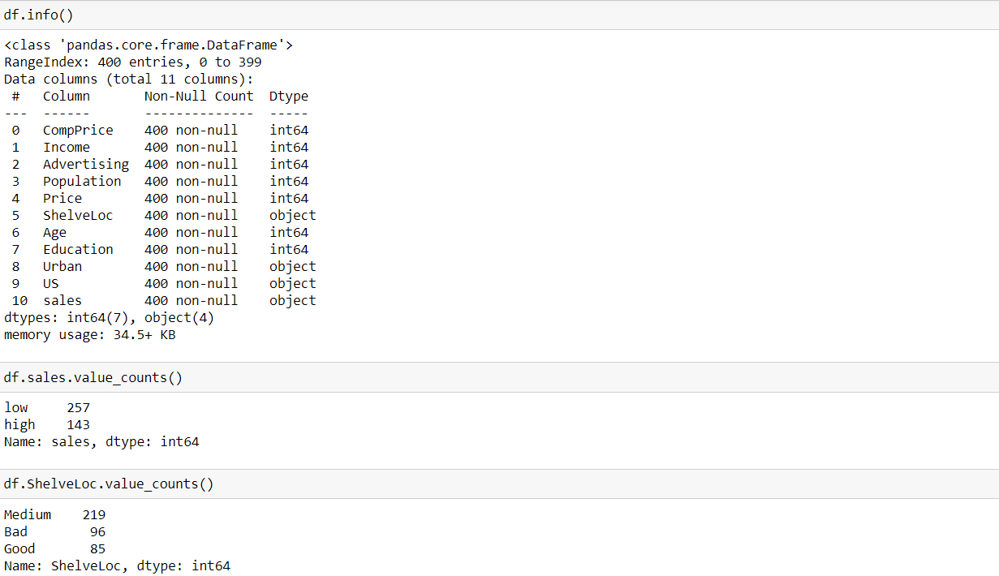 df.info()
<class 'pandas.core.frame.DataFrame'>
RangeIndex: 400 entries, 0 to 399
Data columns (total 11 columns):
 #   Column       Non-Null Count  Dtype
---  ------       --------------  -----
 0   CompPrice    400 non-null    int64
 1   Income       400 non-null    int64
 2   Advertising  400 non-null    int64
 3   Population   400 non-null    int64
 4   Price        400 non-null    int64
 5   ShelveLoc    400 non-null    object
 6   Age          400 non-null    int64
 7   Education    400 non-null    int64
 8   Urban        400 non-null    object
 9   US           400 non-null    object
 10  sales        400 non-null    object
dtypes: int64(7), object(4)
memory usage: 34.5+ KB
df.sales.value_counts()
low     257
high    143
Name: sales, dtype: int64
df.ShelveLoc.value_counts()
Medium    219
Bad        96
Good       85
Name: ShelveLoc, dtype: int64